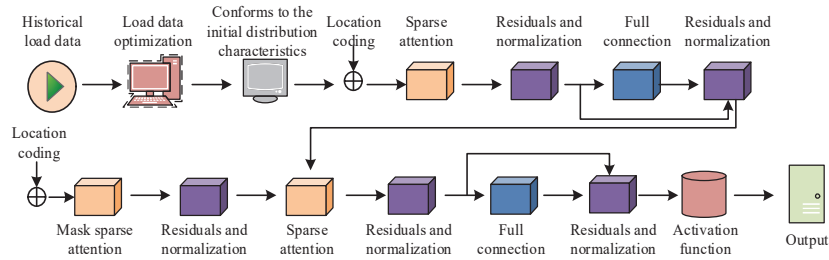 Historical
load data
Load data
optimization
Conforms to the
initial distribution
characteristics
Location
coding
Sparse
attention
Residuals and
normalization
Full
connection
Residuals and
normalization
Location
coding
Mask sparse
attention
Residuals and
normalization
Sparse
attention
Residuals and
normalization
Full
connection
Residuals and
normalization
Activation
function
Output